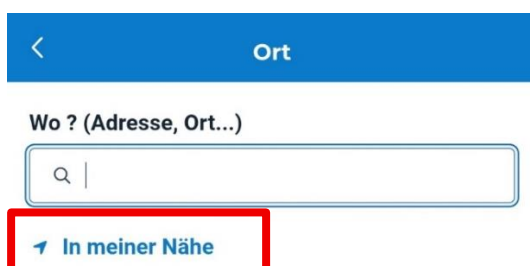 Ort
Wo ? (Adresse, Ort...)
In meiner Nähe